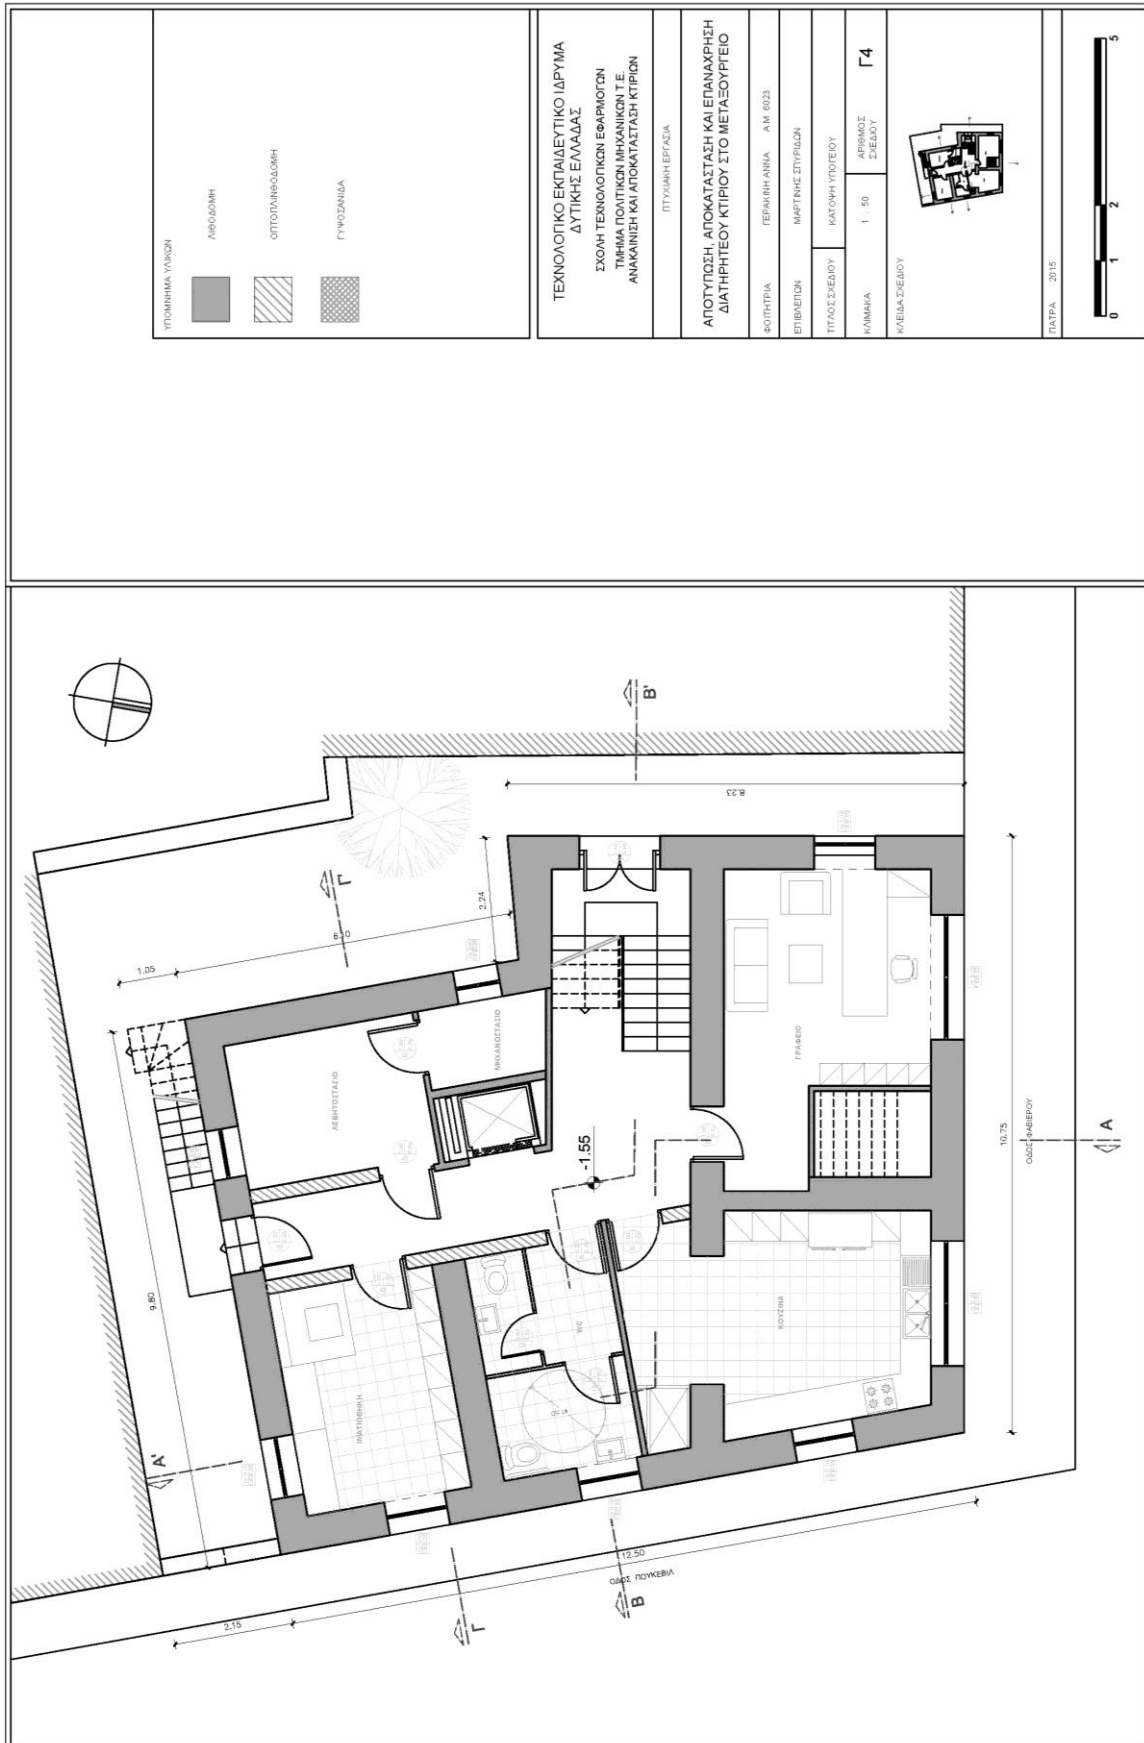 ΥΠΟΜΝΗΜΑ ΥΛΙΚΩΝ
ΛΙΘΟΔΟΜΗ
ΟΠΤΟΠΛΙΝΘΟΔΟΜΗ
ΓΥΨΟΣΑΝΙΔΑ
ΤΕΧΝΟΛΟΓΙΚΟ ΕΚΠΑΙΔΕΥΤΙΚΟ ΙΔΡΥΜΑ
ΔΥΤΙΚΗΣ ΕΛΛΑΔΑΣ
ΣΧΟΛΗ ΤΕΧΝΟΛΟΓΙΚΩΝ ΕΦΑΡΜΟΓΩΝ
ΤΜΗΜΑ ΠΟΛΙΤΙΚΩΝ ΜΗΧΑΝΙΚΩΝ Τ.Ε.
ΑΝΑΚΑΙΝΙΣΗ ΚΑΙ ΑΠΟΚΑΤΑΣΤΑΣΗ ΚΤΙΡΙΩΝ
ΠΤΥΧΙΑΚΗ ΕΡΓΑΣΙΑ
ΑΠΟΤΥΠΩΣΗ, ΑΠΟΚΑΤΑΣΤΑΣΗ ΚΑΙ ΕΠΑΝΑΧΡΗΣΗ
ΔΙΑΤΗΡΗΤΕΟΥ ΚΤΙΡΙΟΥ ΣΤΟ ΜΕΤΑΞΟΥΡΓΕΙΟ
ΦΟΙΤΗΤΡΙΑ ΓΕΡΑΚΙΝΗ ΑΝΝΑ Α.Μ. 6023
ΕΠΙΒΛΕΠΩΝ ΜΑΡΤΙΝΗΣ ΣΠΥΡΙΔΩΝ
ΤΙΤΛΟΣ ΣΧΕΔΙΟΥ ΚΑΤΟΨΗ ΥΠΟΓΕΙΟΥ
ΚΛΙΜΑΚΑ 1 : 50 ΑΡΙΘΜΟΣ ΣΧΕΔΙΟΥ Γ4
ΚΛΕΙΔΑ ΣΧΕΔΙΟΥ
ΠΑΤΡΑ 2015
0 1 2 5
Α'
1.05
9.80
6.10
2.24
Γ'
8.23
Β'
ΛΕΒΗΤΟΣΤΑΣΙΟ
ΜΗΧΑΝΟΣΤΑΣΙΟ
ΙΜΑΤΙΟΘΗΚΗ
WC
-1.55
ΓΡΑΦΕΙΟ
ΚΟΥΖΙΝΑ
2.15
Γ
12.50
ΟΔΟΣ ΠΟΥΚΕΒΙΛ
Β
10.75
ΟΔΟΣ ΦΑΒΙΕΡΟΥ
Α